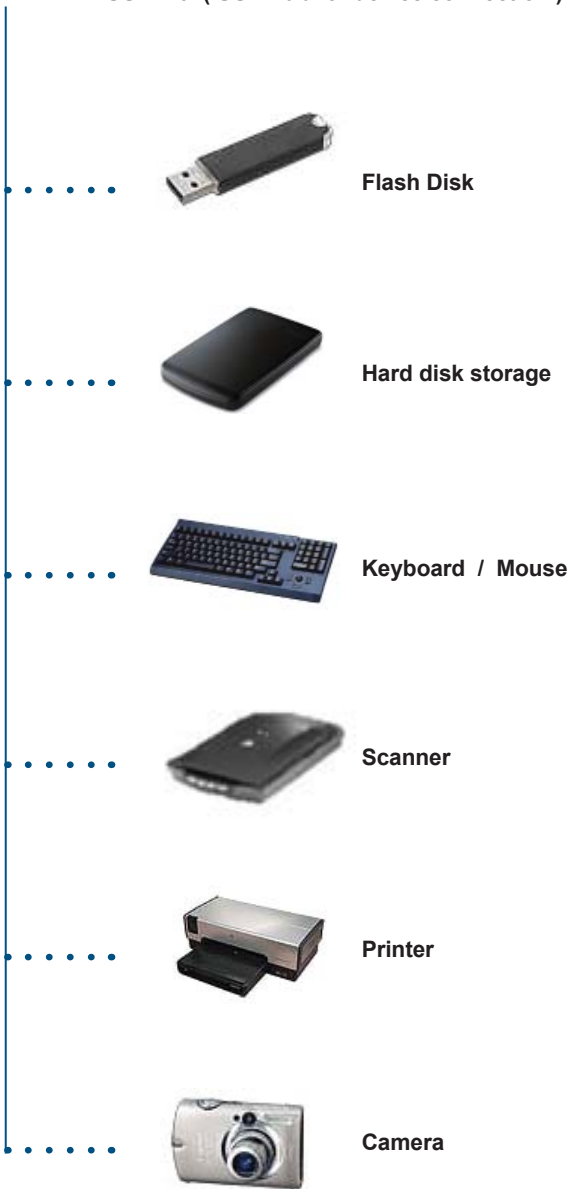 Flash Disk
Hard disk storage
Keyboard / Mouse
Scanner
Printer
Camera